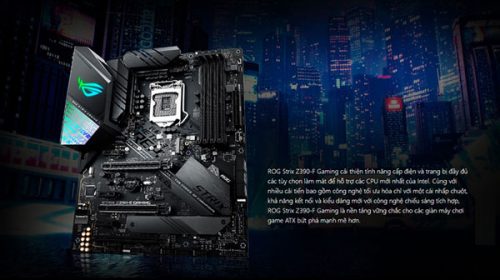 ROG Strix Z390-F Gaming cải thiện tính năng cấp điện và trang bị đầy đủ
các tùy chọn làm mát để hỗ trợ các CPU mới nhất của Intel. Cùng với
nhiều cải tiến bao gồm công nghệ tối ưu hóa chỉ với một cái nhấp chuột,
khả năng kết nối và kiểu dáng mới với công nghệ chiếu sáng tích hợp,
ROG Strix Z390-F Gaming là nền tảng vững chắc cho các giàn máy chơi
game ATX bứt phá mạnh mẽ hơn.
STRIX